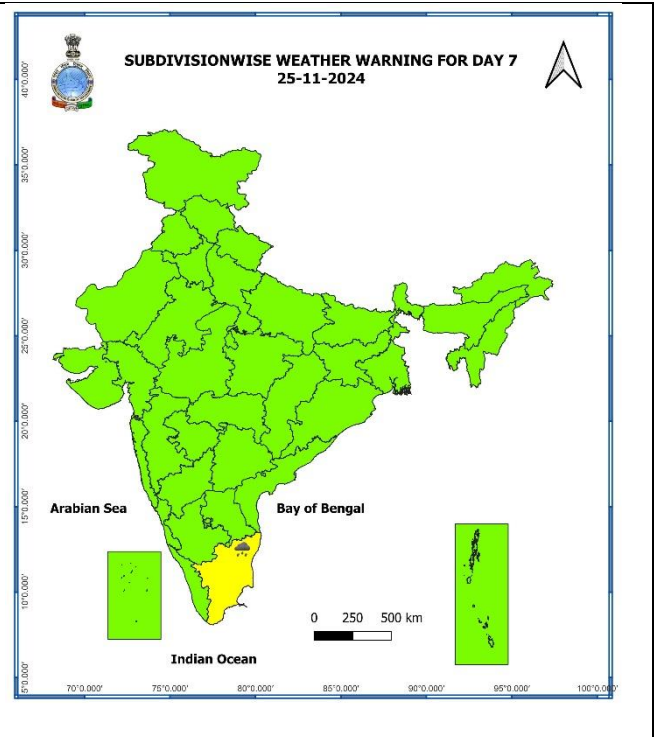 SUBDIVISIONWISE WEATHER WARNING FOR DAY 7
25-11-2024
40°0.000'
35°0.000'
30°0.000'
25°0.000'
20°0.000'
15°0.000'
10°0.000'
5°0.000'
Arabian Sea
Bay of Bengal
0 250 500 km
Indian Ocean
70°0.000' 75°0.000' 80°0.000' 85°0.000' 90°0.000' 95°0.000' 100°0.000'